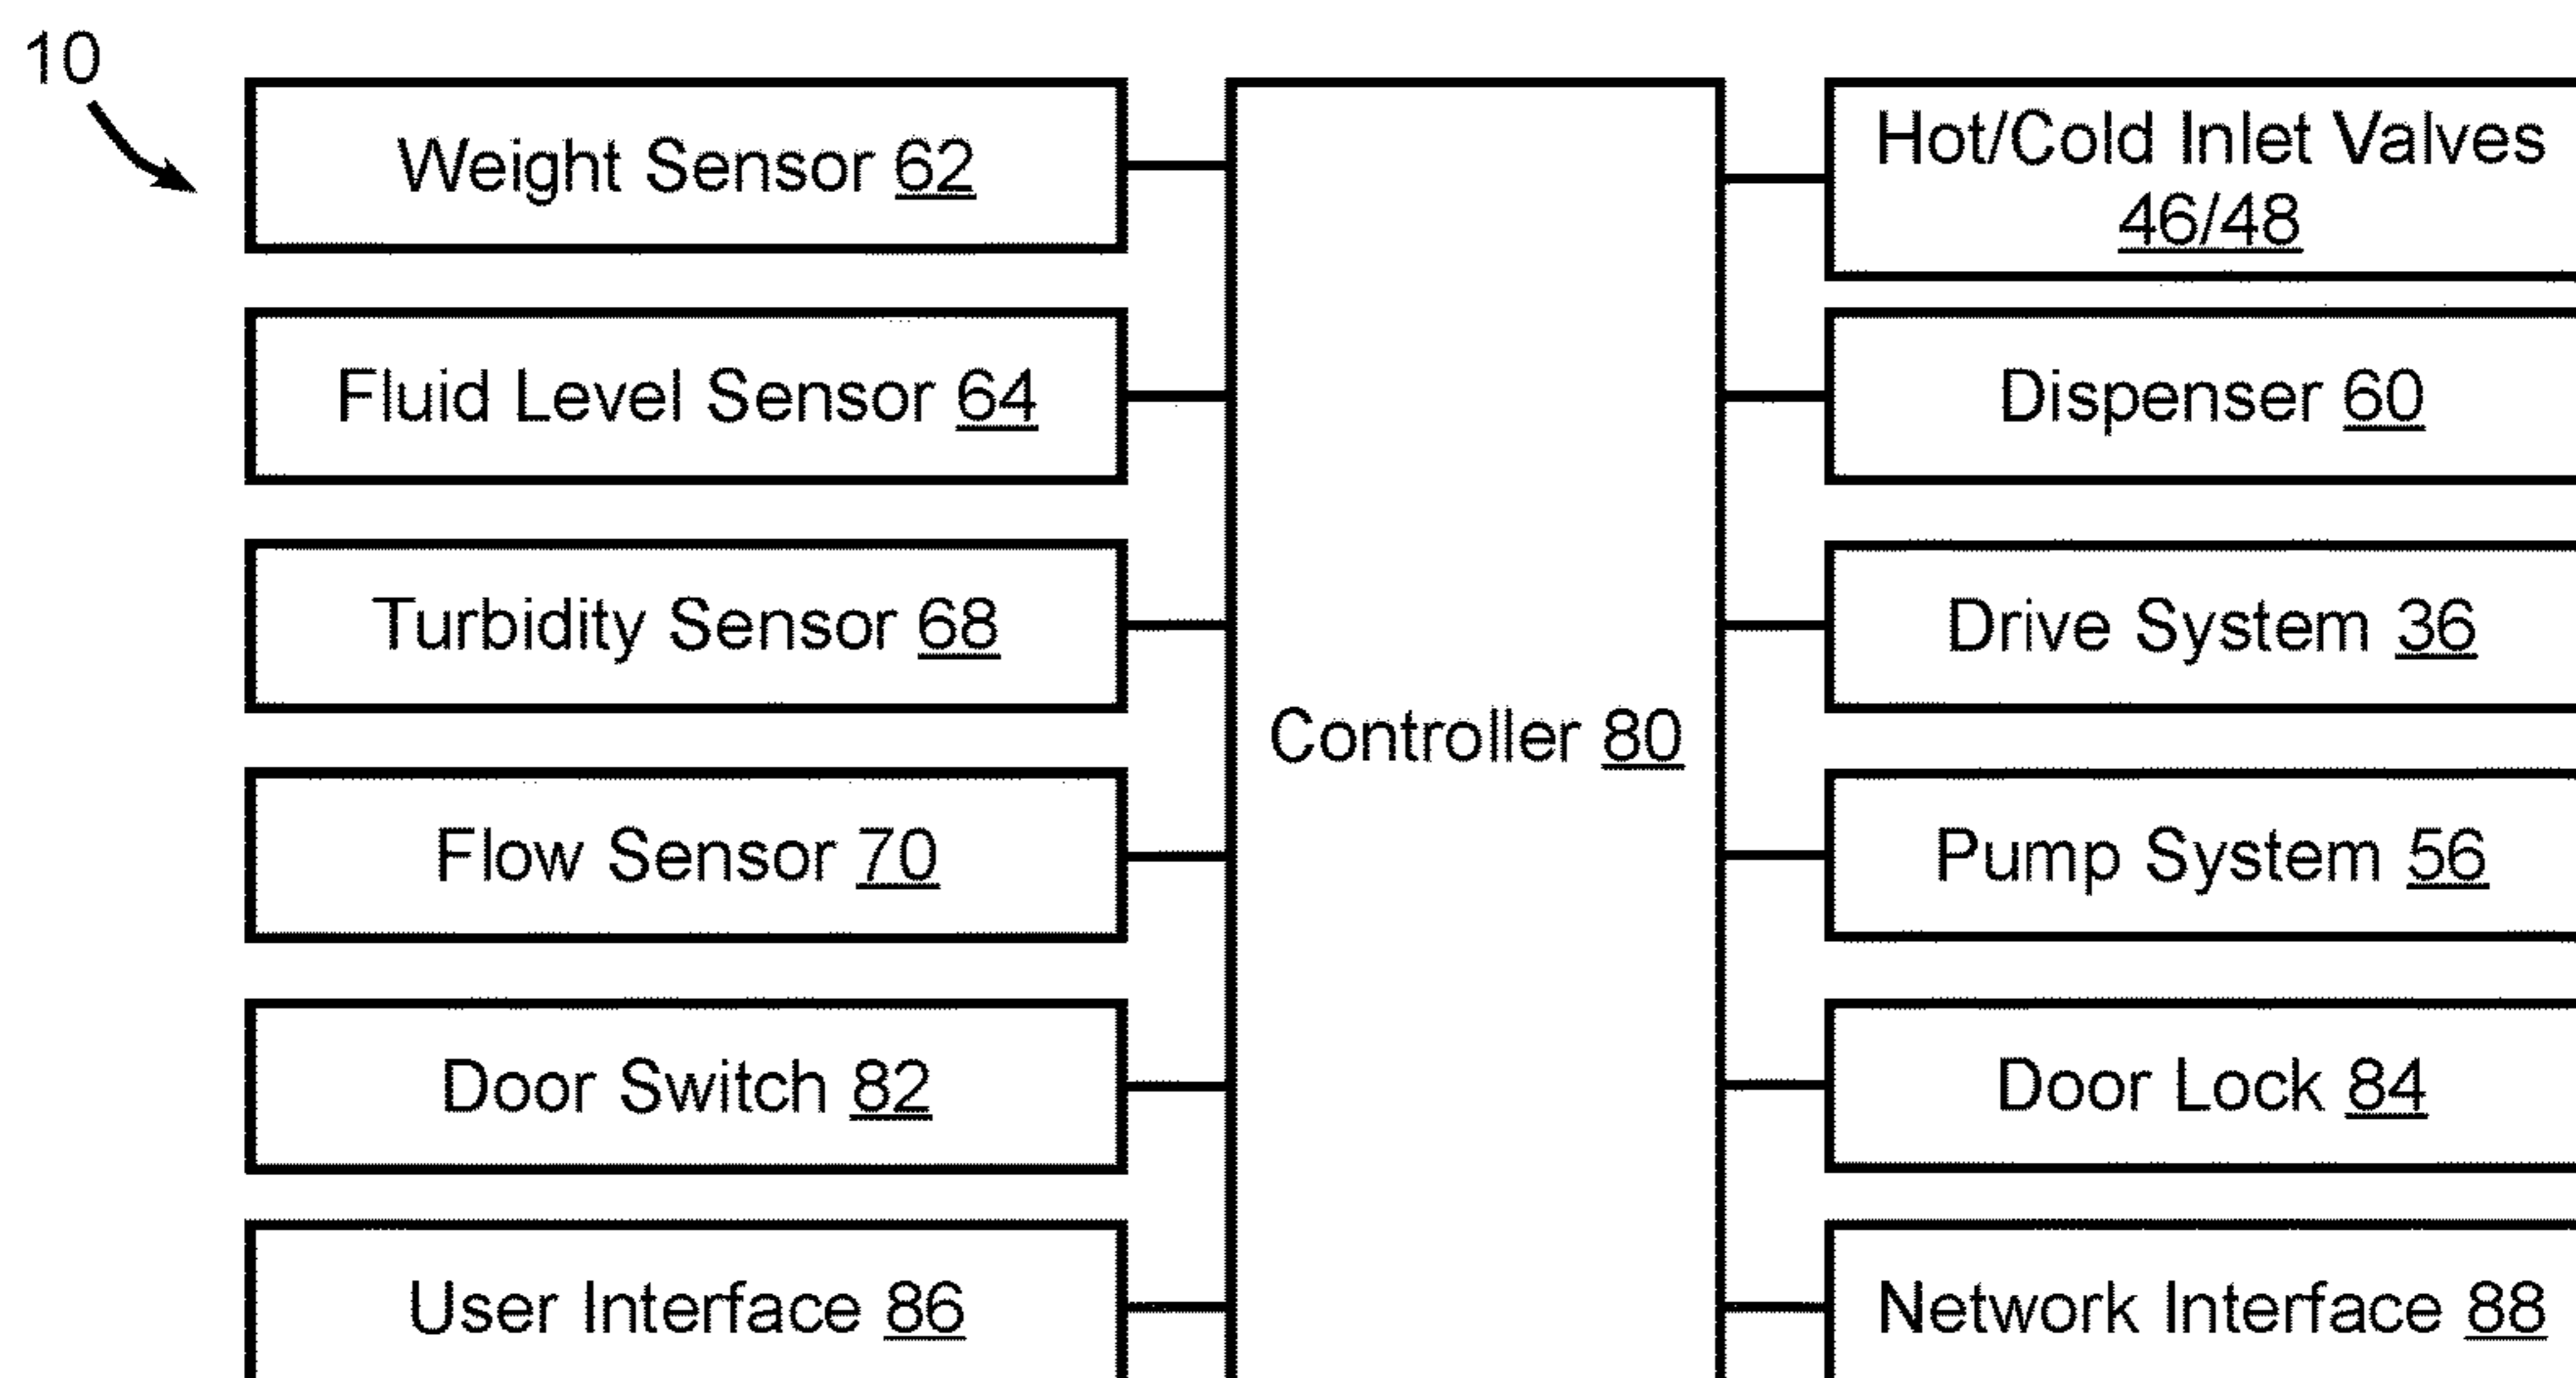 10
Weight Sensor 62
Fluid Level Sensor 64
Turbidity Sensor 68
Flow Sensor 70
Door Switch 82
User Interface 86
Controller 80
Hot/Cold Inlet Valves
46/48
Dispenser 60
Drive System 36
Pump System 56
Door Lock 84
Network Interface 88